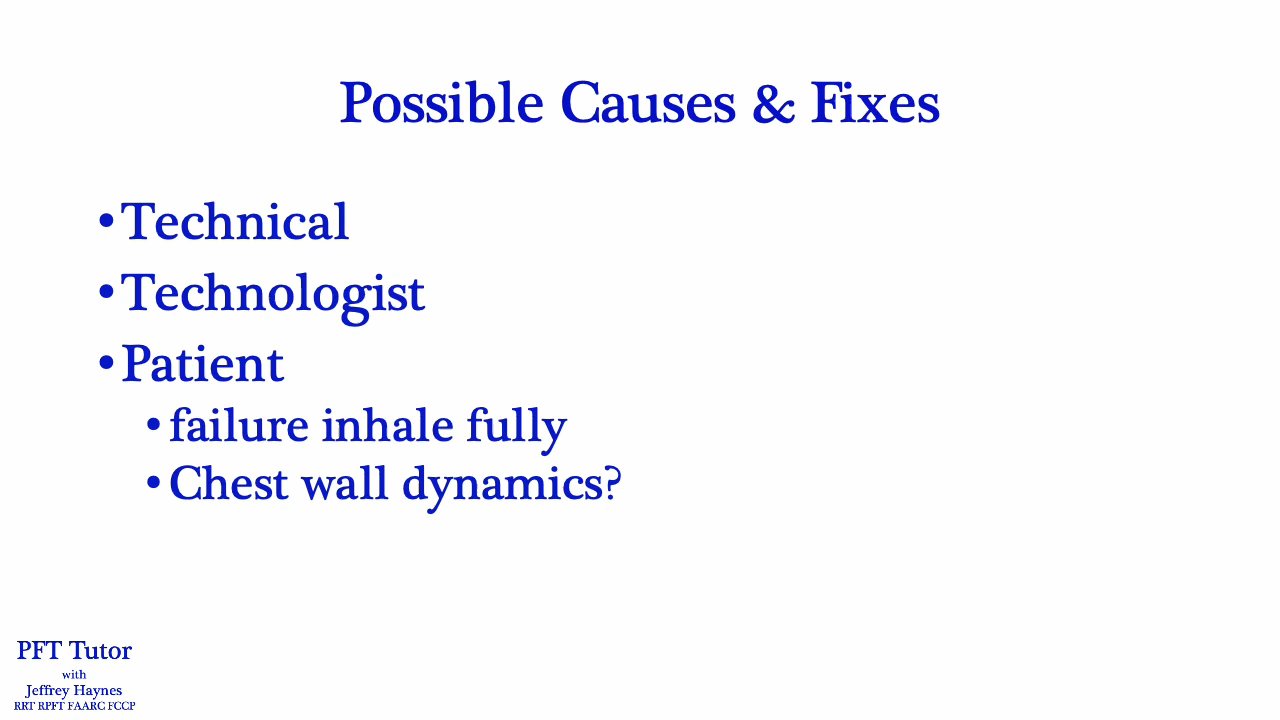 Possible Causes & Fixes
•Technical
•Technologist
•Patient
•failure inhale fully
•Chest wall dynamics?
PFT Tutor
with
Jeffrey Haynes
RRT RPFT FAARC FCCP